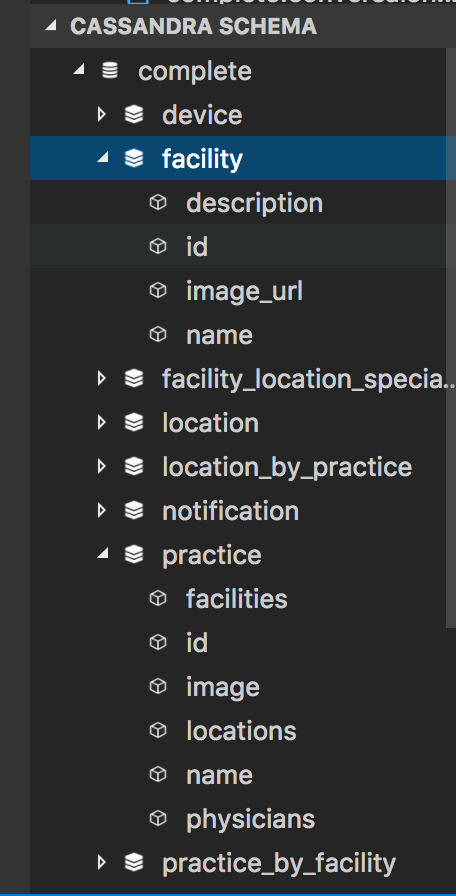 CASSANDRA SCHEMA
complete
device
facility
description
id
image_url
name
facility_location_specia...
location
location_by_practice
notification
practice
facilities
id
image
locations
name
physicians
practice_by_facility